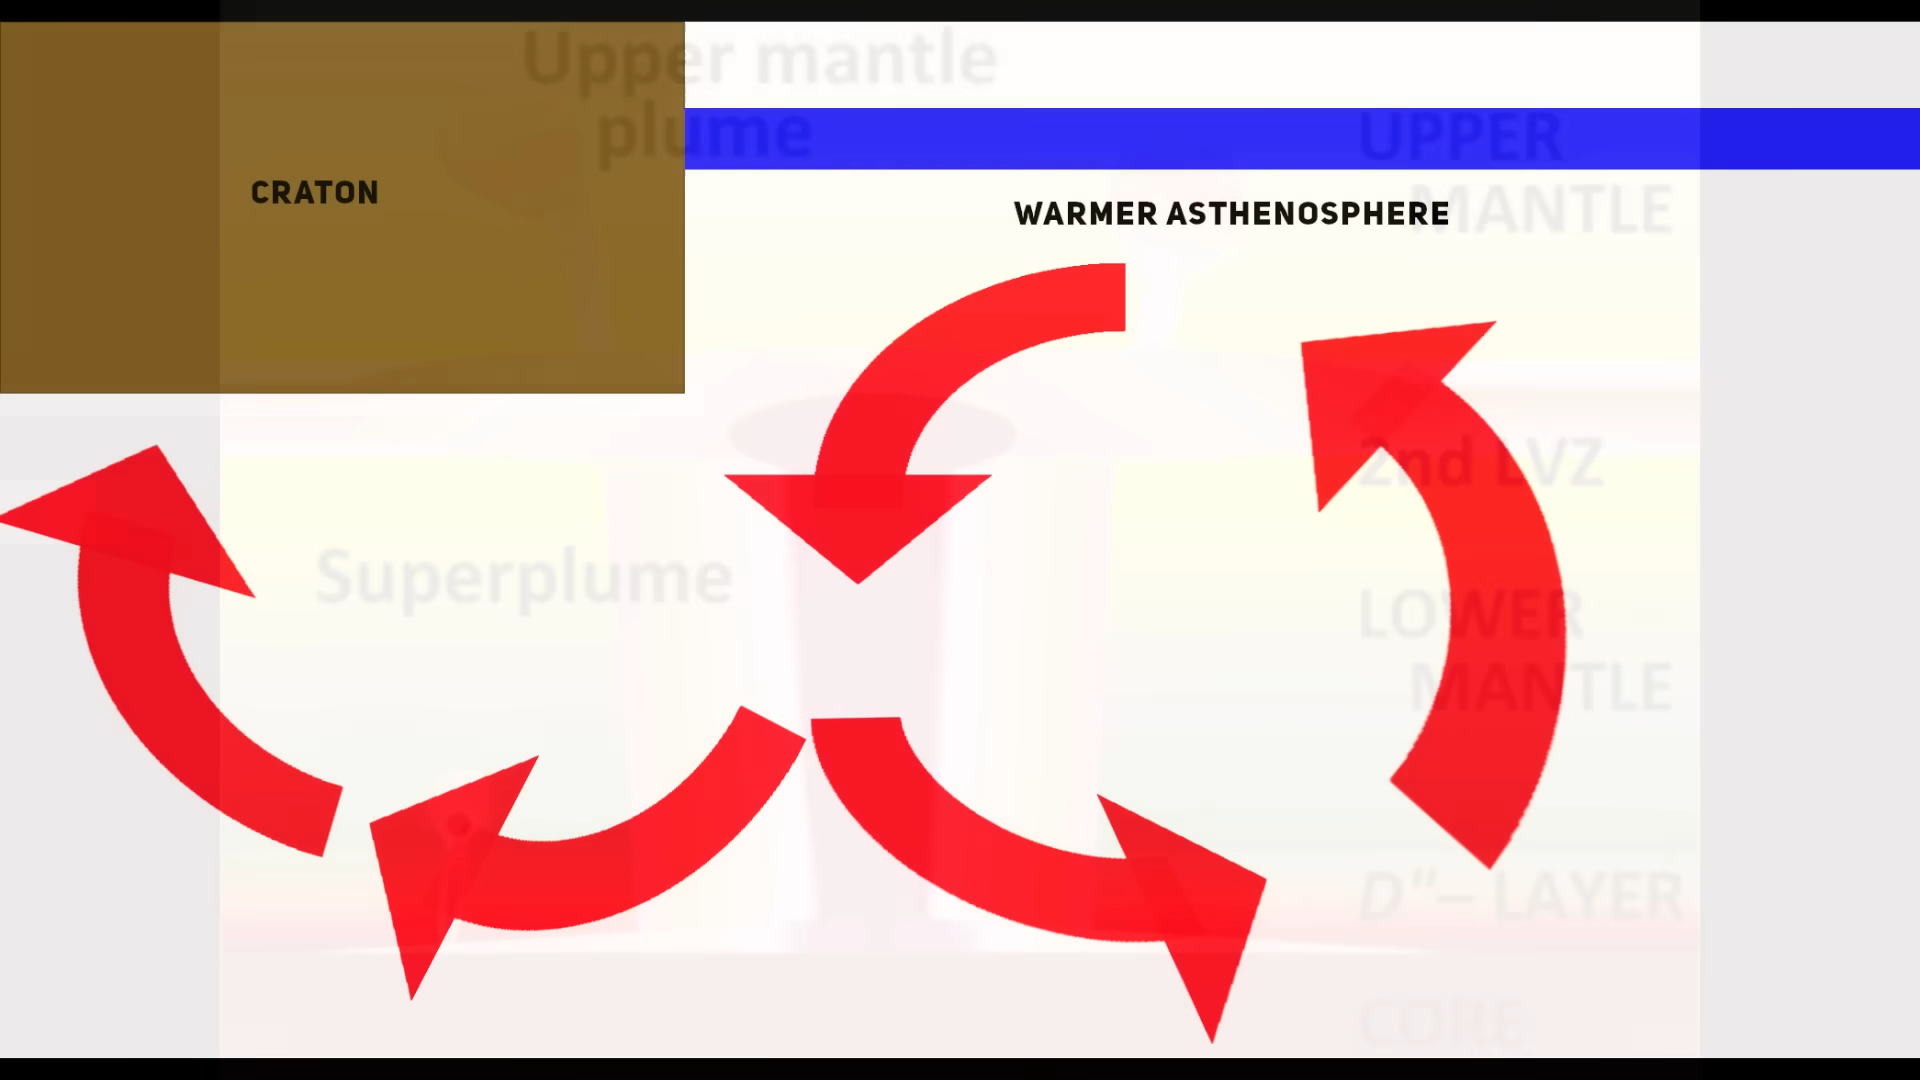 Upper mantle
plume
UPPER
MANTLE
CRATON
WARMER ASTHENOSPHERE
2nd LVZ
Superplume
LOWER
MANTLE
D"– LAYER
CORE